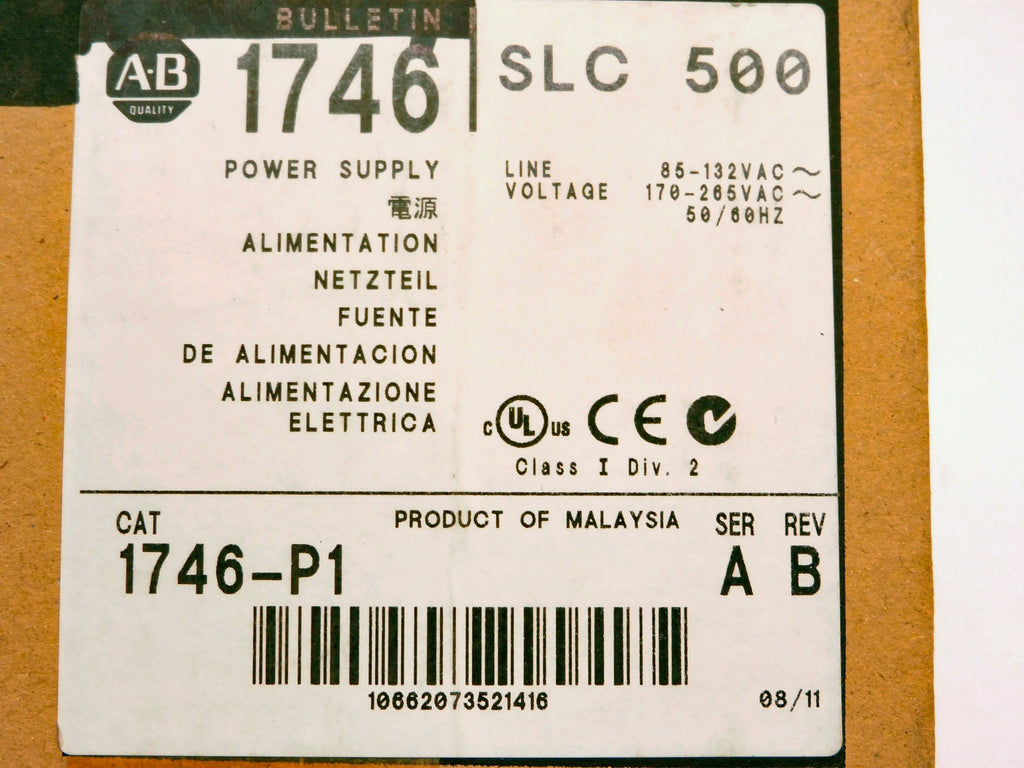 BULLETIN
A·B
QUALITY
1746
SLC 500
POWER SUPPLY
電源
ALIMENTATION
NETZTEIL
FUENTE
DE ALIMENTACION
ALIMENTAZIONE
ELETTRICA
LINE 85-132VAC ~
VOLTAGE 170-265VAC ~
50/60HZ
c UL us CE
Class I Div. 2
CAT
PRODUCT OF MALAYSIA
SER REV
1746-P1
A B
10662073521416
08/11